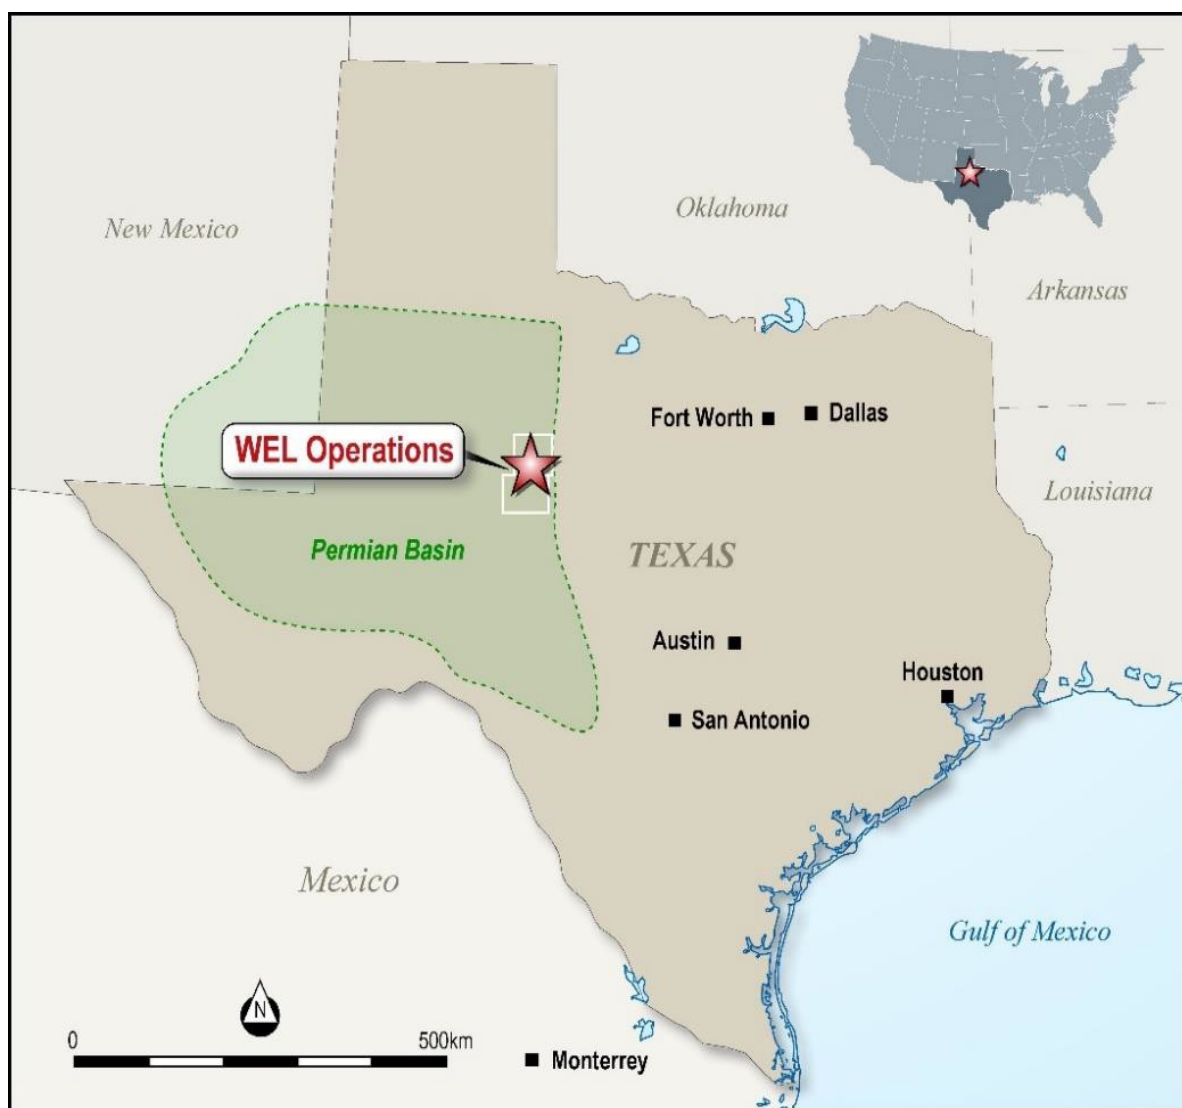 New Mexico
Oklahoma
Arkansas
Fort Worth
Dallas
WEL Operations
Louisiana
Permian Basin
TEXAS
Austin
Houston
San Antonio
Mexico
Gulf of Mexico
N
0
500km
Monterrey